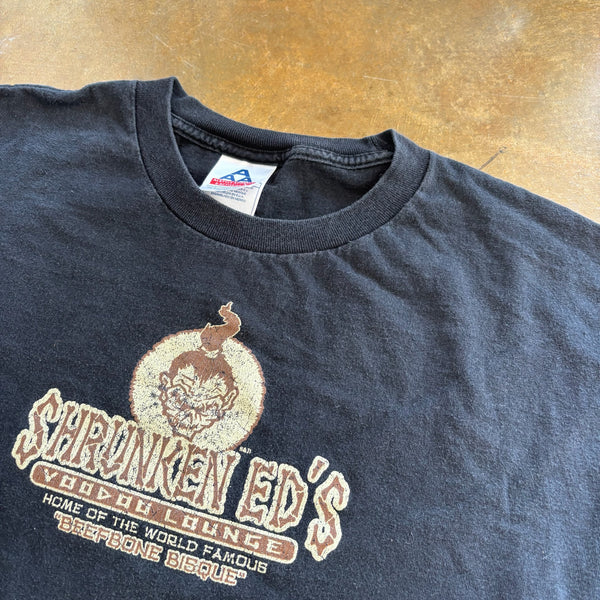 SHRUNKEN ED'S
VOODOO LOUNGE
HOME OF THE WORLD FAMOUS
"BEEFBONE BISQUE"